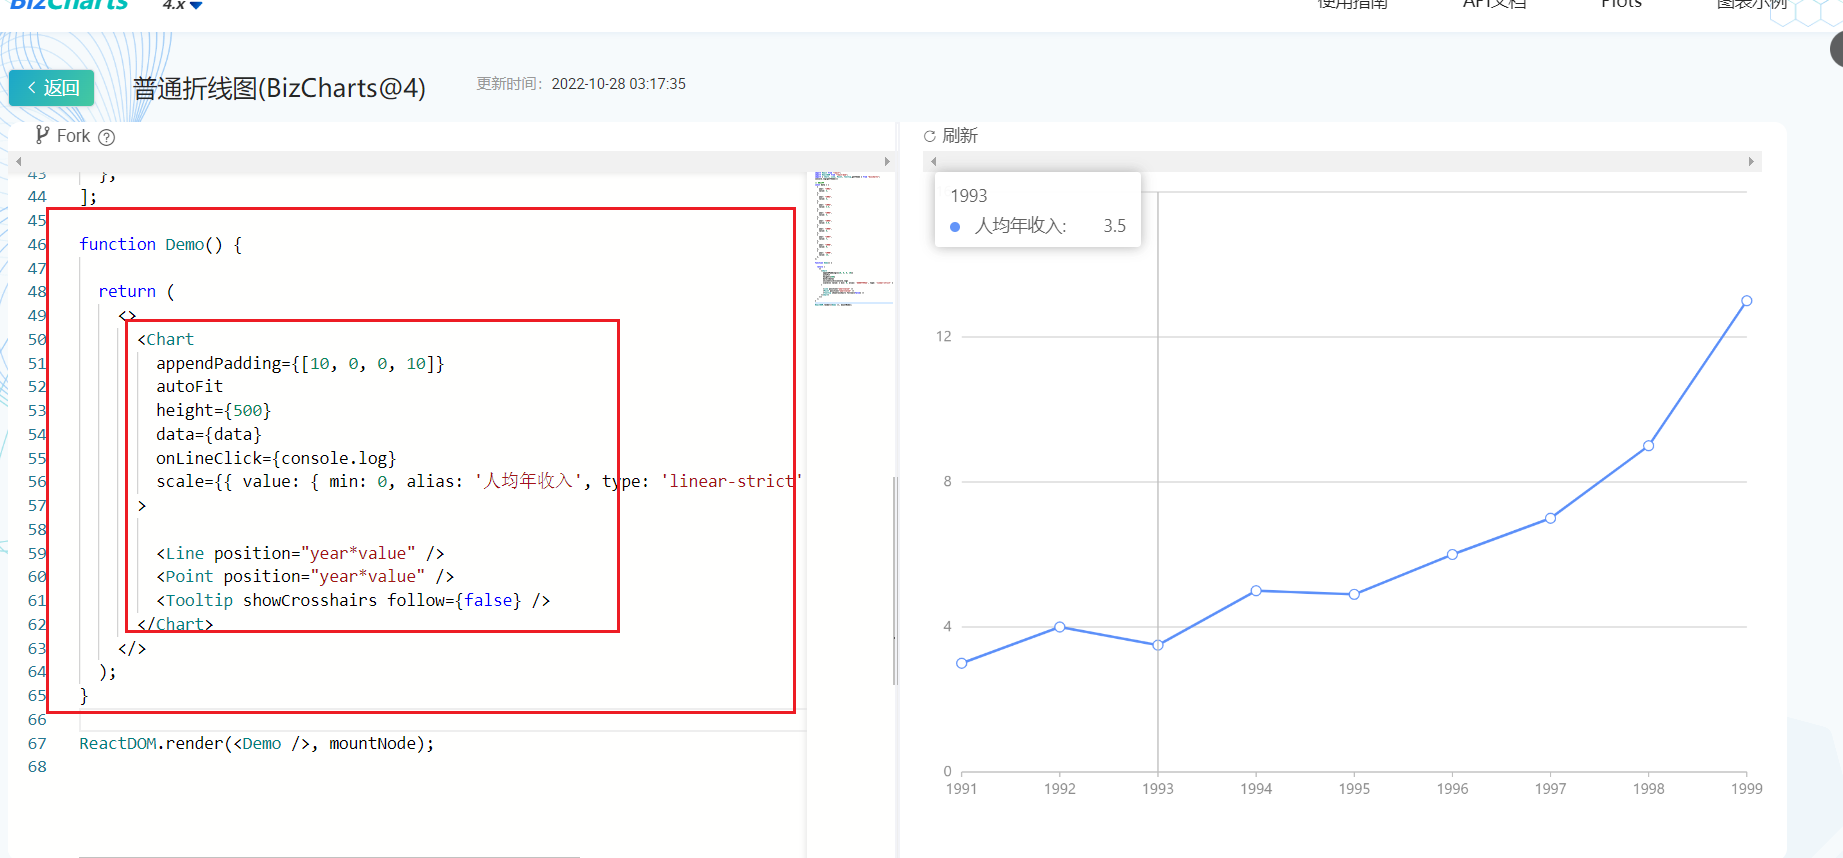 BizCharts
4.x
使用指南
API文档
Plots
图表示例
返回
普通折线图(BizCharts@4)
更新时间：
2022-10-28 03:17:35
Fork
43 },
44 ];
45
46 function Demo() {
47
48 return (
49 <>
50 <Chart
51 appendPadding={[10, 0, 0, 10]}
52 autoFit
53 height={500}
54 data={data}
55 onLineClick={console.log}
56 scale={{ value: { min: 0, alias: '人均年收入', type: 'linear-strict'
57 >
58
59 <Line position="year*value" />
60 <Point position="year*value" />
61 <Tooltip showCrosshairs follow={false} />
62 </Chart>
63 </>
64 );
65 }
66
67 ReactDOM.render(<Demo />, mountNode);
68
刷新
1993
人均年收入: 3.5
12
8
4
0
1991 1992 1993 1994 1995 1996 1997 1998 1999